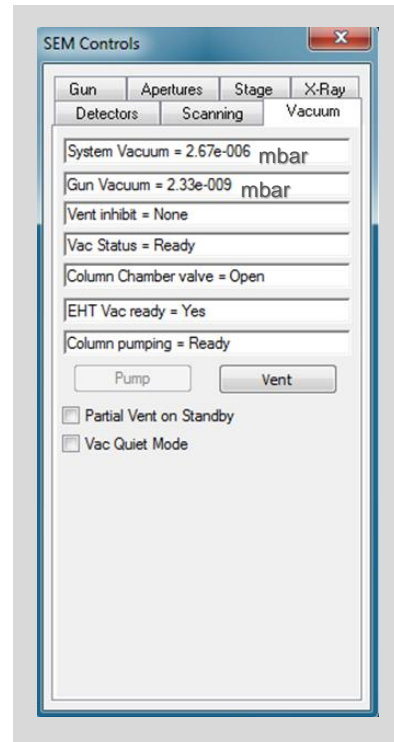 SEM Controls
Gun Apertures Stage X-Ray
Detectors Scanning Vacuum
System Vacuum = 2.67e-006 mbar
Gun Vacuum = 2.33e-009 mbar
Vent inhibit = None
Vac Status = Ready
Column Chamber valve = Open
EHT Vac ready = Yes
Column pumping = Ready
Pump Vent
Partial Vent on Standby
Vac Quiet Mode